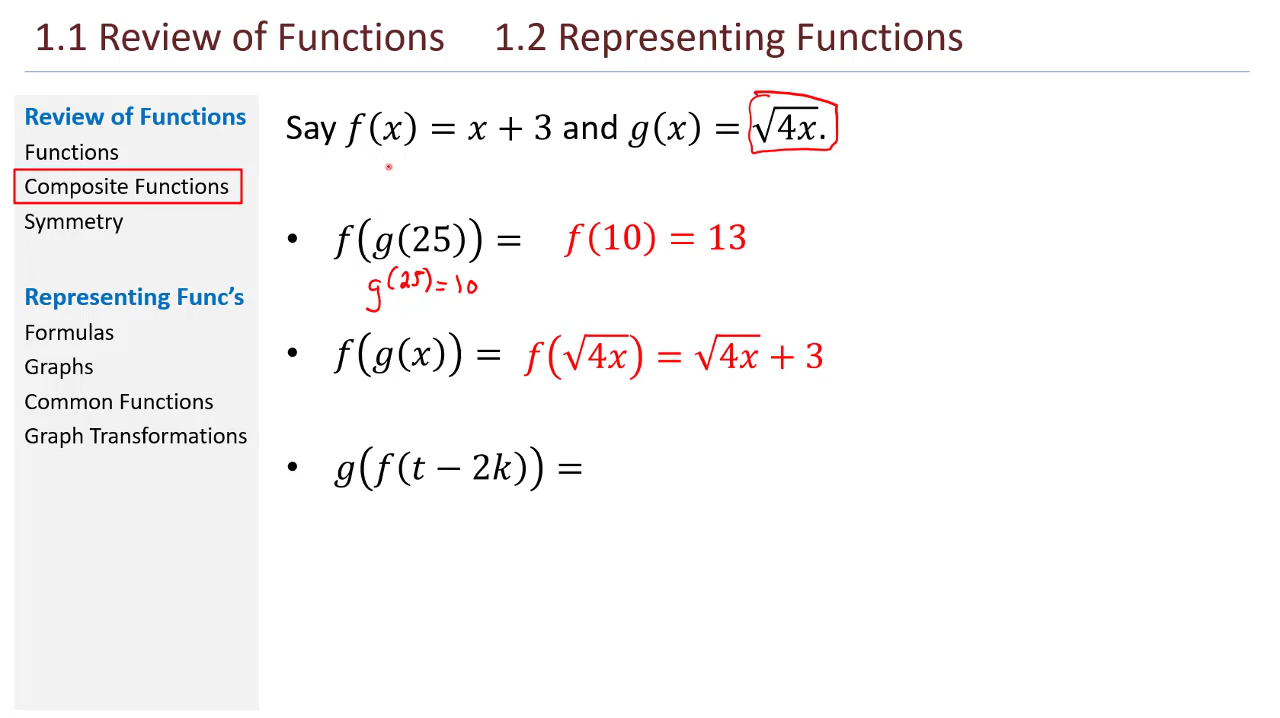 1.1 Review of Functions 1.2 Representing Functions
Review of Functions
Functions
Composite Functions
Symmetry
Representing Func’s
Formulas
Graphs
Common Functions
Graph Transformations
Say f(x) = x + 3 and g(x) = √4x.
• f(g(25)) = f(10) = 13
g(25) = 10
• f(g(x)) = f(√4x) = √4x + 3
• g(f(t − 2k)) =